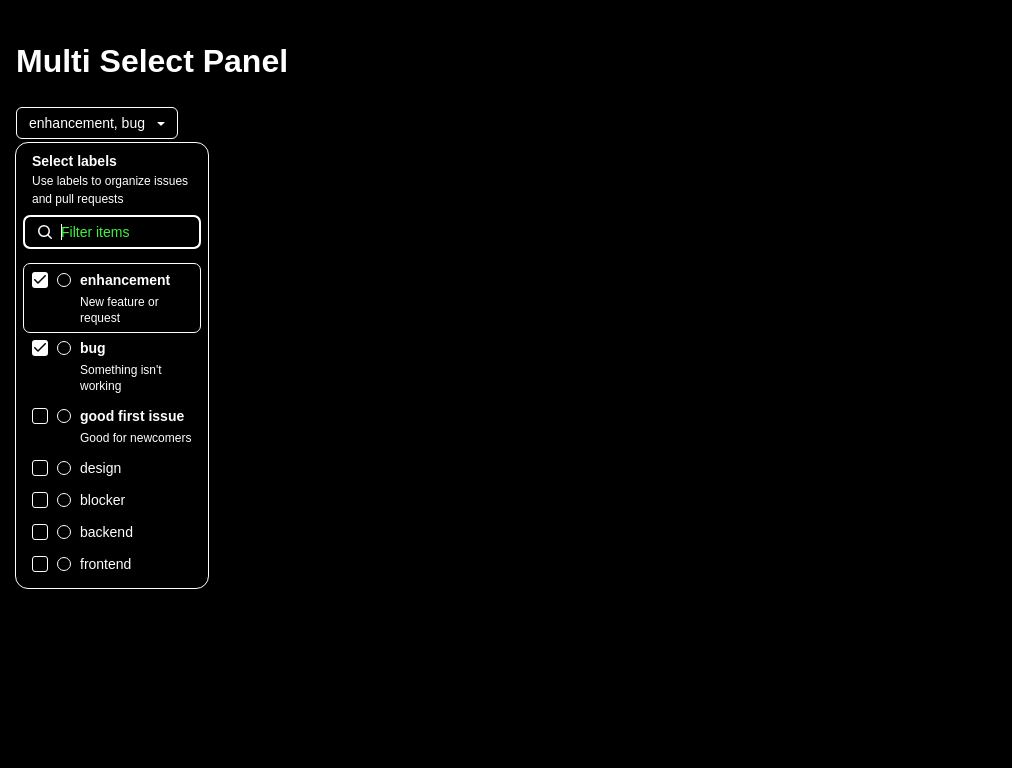 Multi Select Panel
enhancement, bug
Select labels
Use labels to organize issues
and pull requests
Filter items
enhancement
New feature or
request
bug
Something isn't
working
good first issue
Good for newcomers
design
blocker
backend
frontend